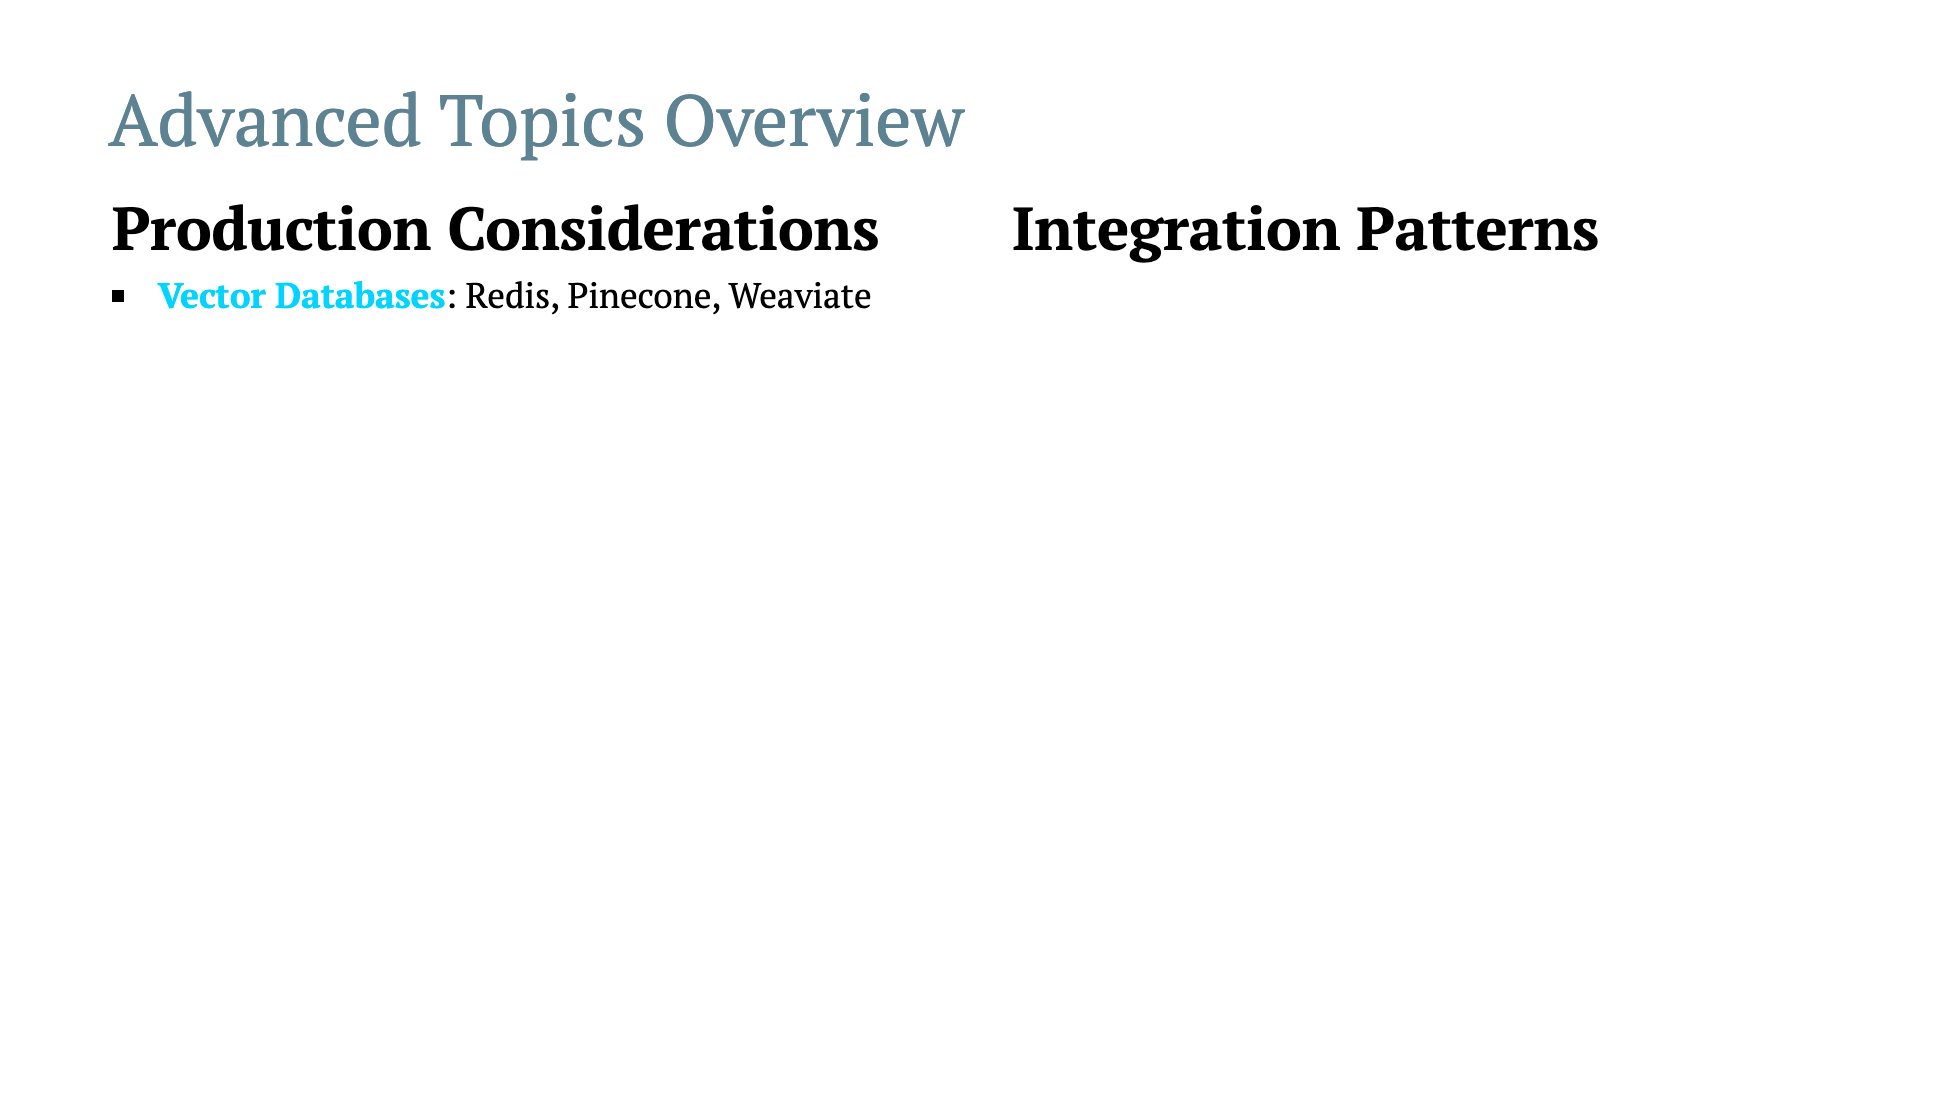 Advanced Topics Overview
Production Considerations
▪ Vector Databases: Redis, Pinecone, Weaviate
Integration Patterns